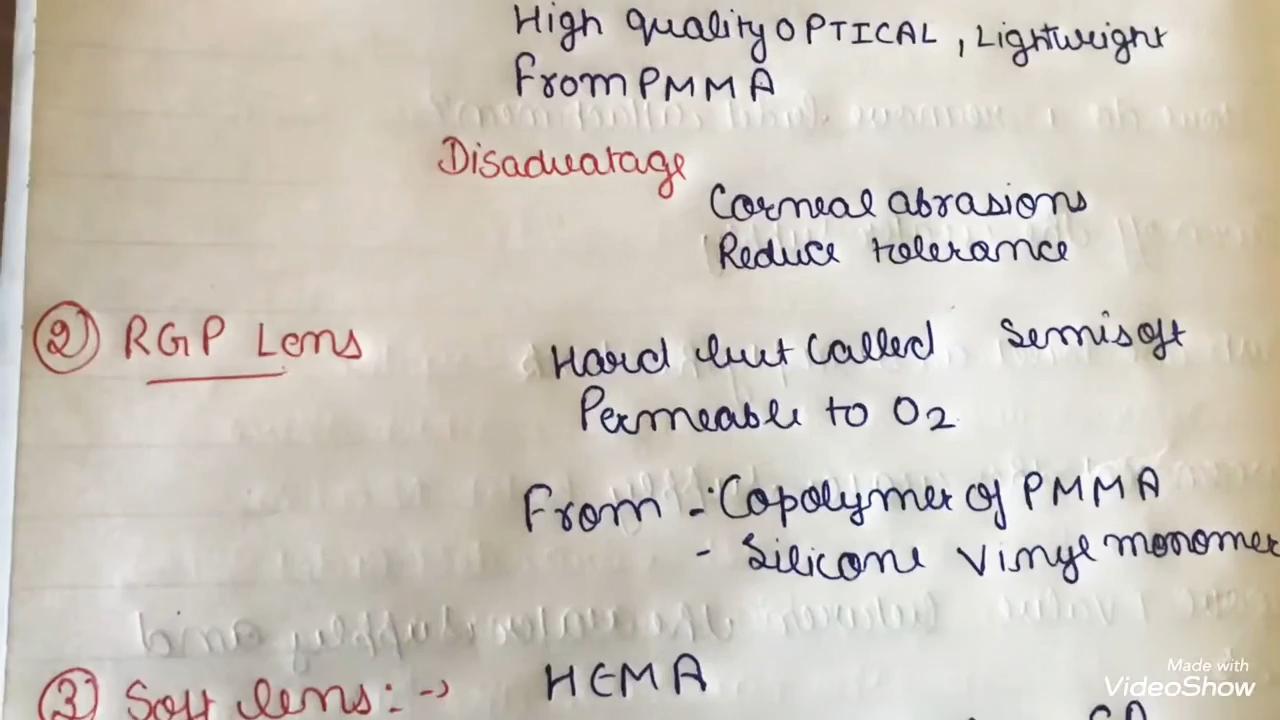 High quality OPTICAL, Lightweight
From PMMA
Disadvatage
Corneal abrasions
Reduce tolerance
② RGP Lens
Hard but called Semisoft
Permeable to O2
From - Copolymer of PMMA
- Silicone Vinyl monomer
③ Soft lens: →
HEMA
Made with
VideoShow